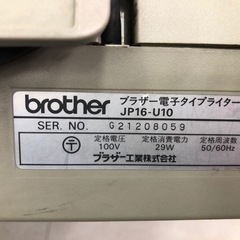 brother ブラザー電子タイプライター
JP16-U10
SER. NO. G21208059
〒 定格電圧 定格消費電力 定格周波数
100V 29W 50/60Hz
ブラザー工業株式会社